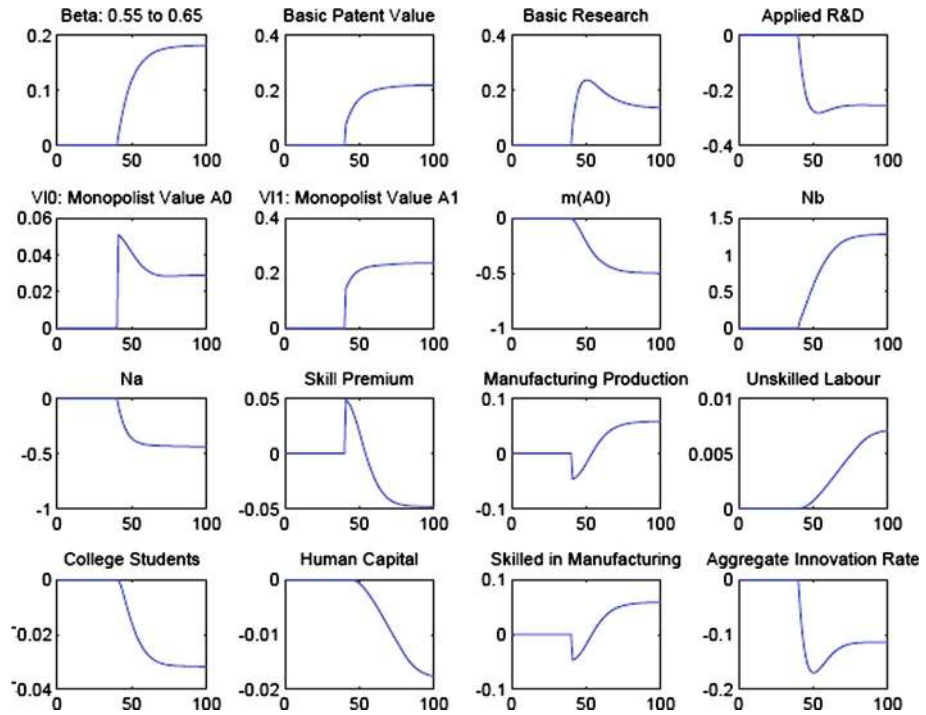 Beta: 0.55 to 0.65 Basic Patent Value Basic Research Applied R&D
0.2 0.4 0.4 0
0.1 0.2 0.2 -0.2
0 0 0 -0.4
0 50 100 0 50 100 0 50 100 0 50 100
VI0: Monopolist Value A0 VI1: Monopolist Value A1 m(A0) Nb
0.06 0.4 0 1.5
0.04 0.2 -0.5 1
0.02 0.5
0 0 -1 0
0 50 100 0 50 100 0 50 100 0 50 100
Na Skill Premium Manufacturing Production Unskilled Labour
0 0.05 0.1 0.01
-0.5 0 0 0.005
-1 -0.05 -0.1 0
0 50 100 0 50 100 0 50 100 0 50 100
College Students Human Capital Skilled in Manufacturing Aggregate Innovation Rate
0 0 0.1 0
-0.02 -0.01 0 -0.1
-0.04 -0.02 -0.1 -0.2
0 50 100 0 50 100 0 50 100 0 50 100